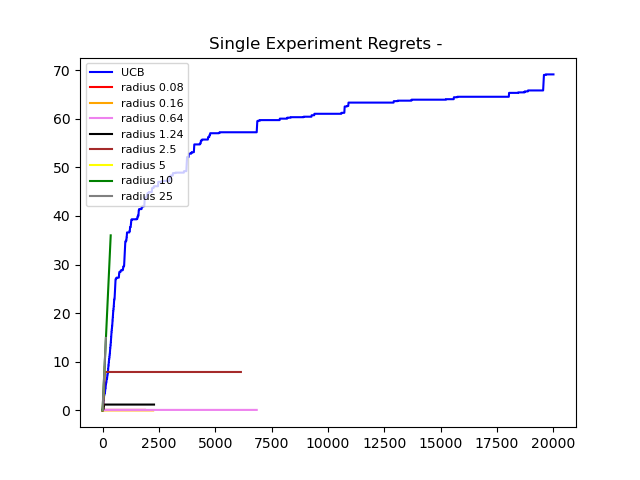 Single Experiment Regrets -
70
60
50
40
30
20
10
0
UCB
radius 0.08
radius 0.16
radius 0.64
radius 1.24
radius 2.5
radius 5
radius 10
radius 25
0 2500 5000 7500 10000 12500 15000 17500 20000